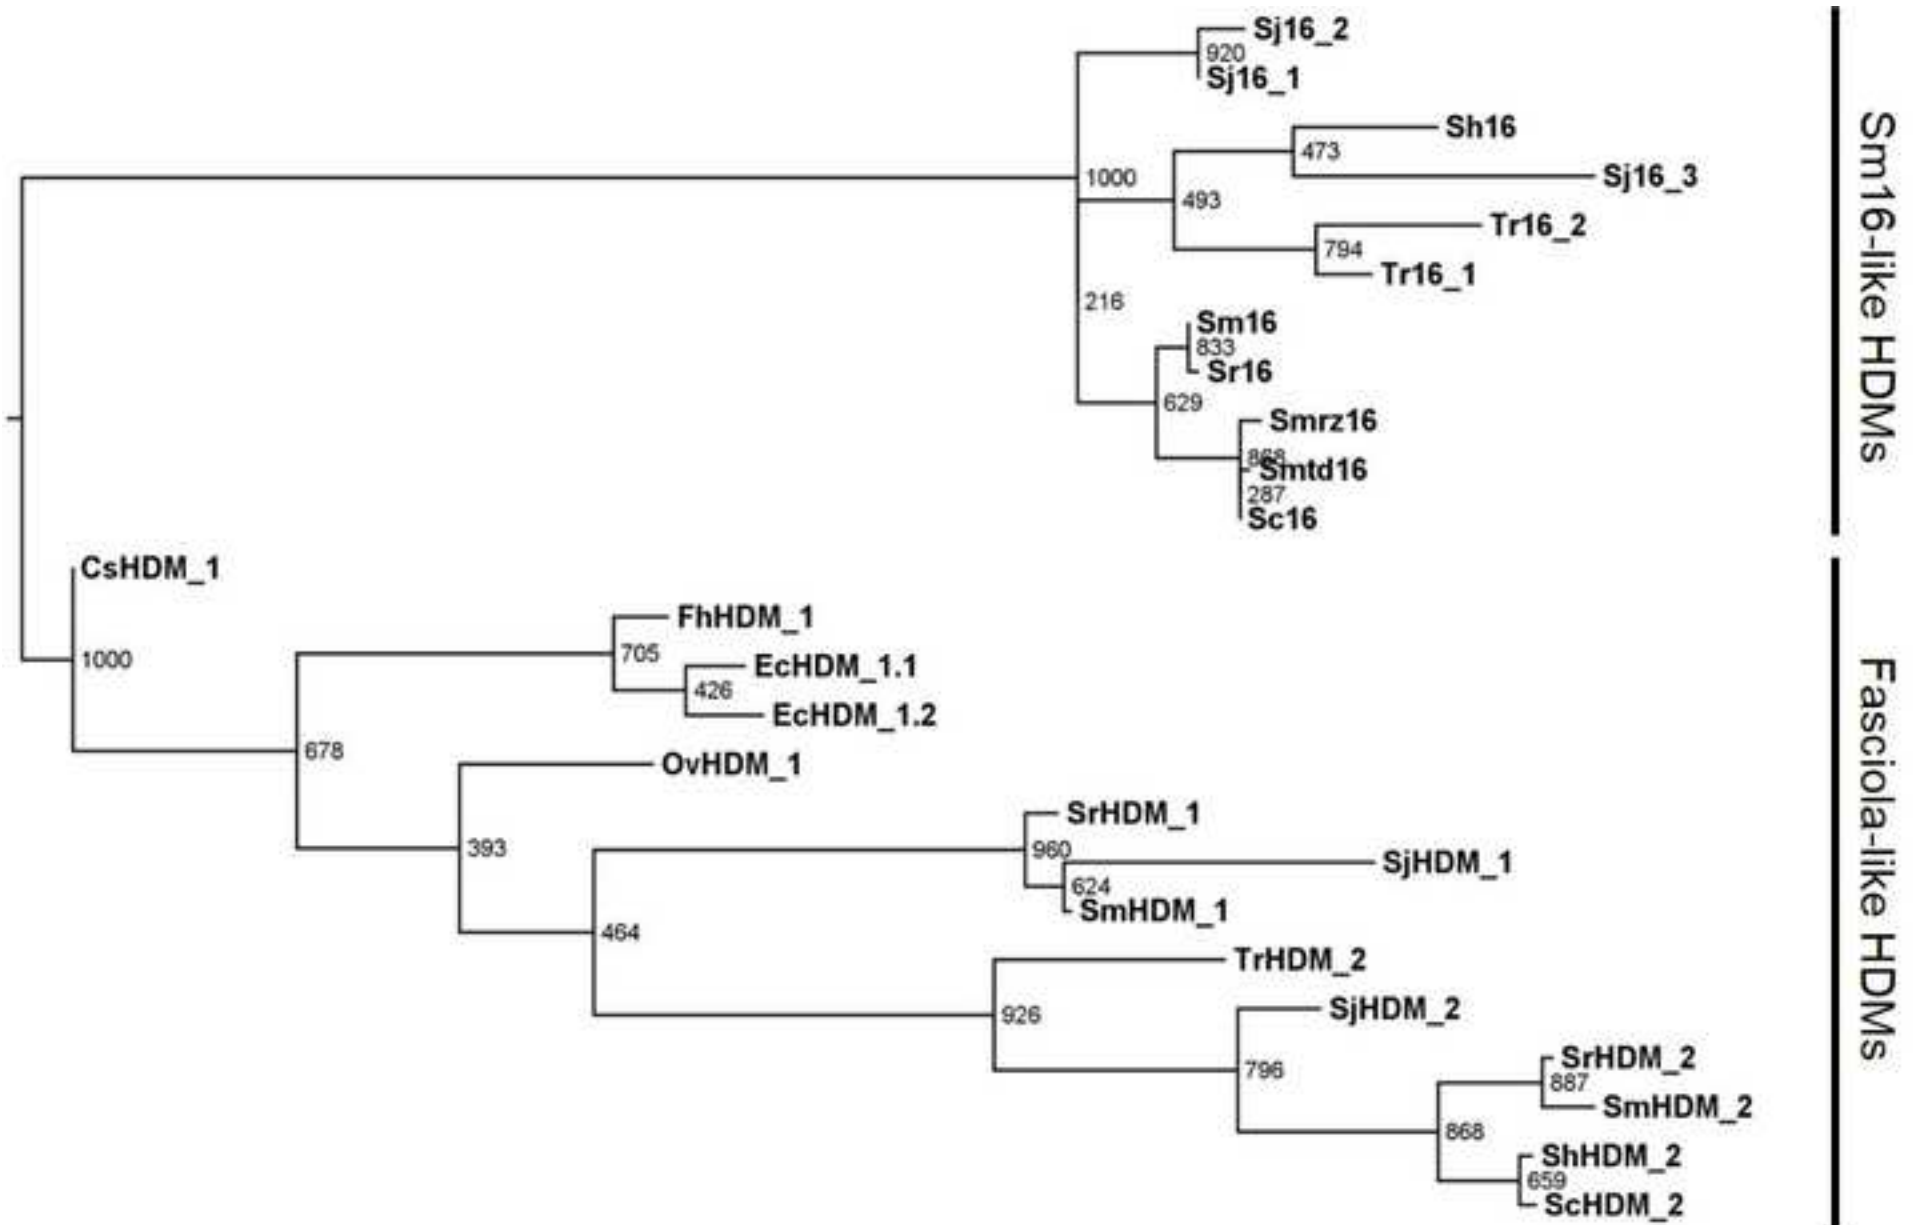 Sj16_2
920
Sj16_1
Sh16
473
Sj16_3
1000
493
Tr16_2
794
Tr16_1
216
Sm16
833
Sr16
629
Smrz16
868
Smtd16
287
Sc16
Sm16-like HDMs
CsHDM_1
1000
FhHDM_1
705
EcHDM_1.1
426
EcHDM_1.2
678
OvHDM_1
393
SrHDM_1
960
SjHDM_1
624
SmHDM_1
464
TrHDM_2
926
SjHDM_2
796
SrHDM_2
887
SmHDM_2
868
ShHDM_2
659
ScHDM_2
Fasciola-like HDMs